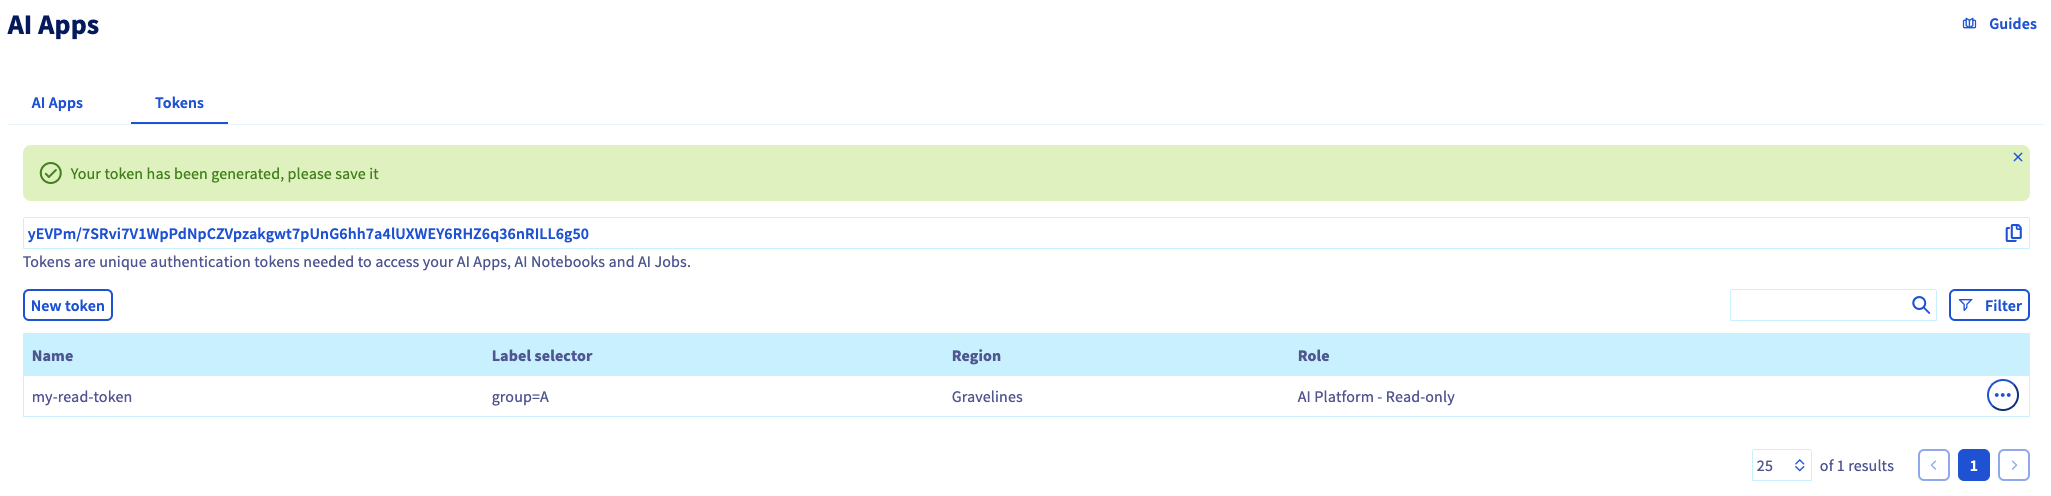 AI Apps
Guides
AI Apps Tokens
Your token has been generated, please save it
yEVPm/7SRvi7V1WpPdNpCZVpzakgwt7pUnG6hh7a4lUXWEY6RHZ6q36nRILL6g50
Tokens are unique authentication tokens needed to access your AI Apps, AI Notebooks and AI Jobs.
New token
Filter
Name Label selector Region Role
my-read-token group=A Gravelines AI Platform - Read-only
25 of 1 results 1